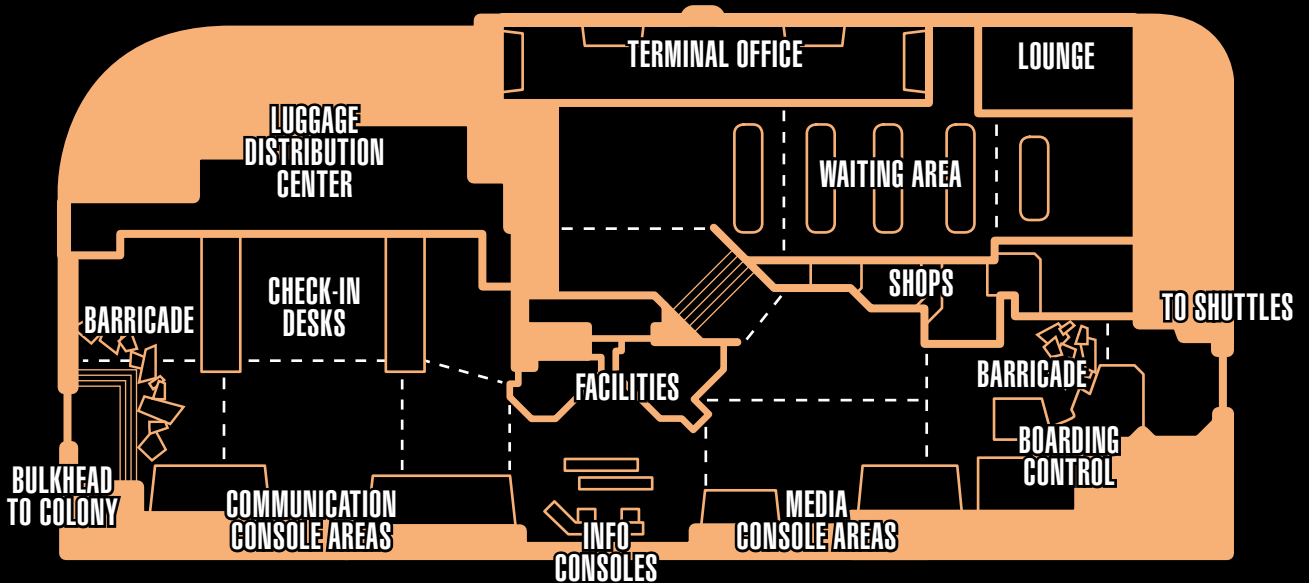 TERMINAL OFFICE
LOUNGE
LUGGAGE
DISTRIBUTION
CENTER
WAITING AREA
CHECK-IN
DESKS
SHOPS
BARRICADE
TO SHUTTLES
FACILITIES
BARRICADE
BOARDING
CONTROL
BULKHEAD
TO COLONY
COMMUNICATION
CONSOLE AREAS
INFO
CONSOLES
MEDIA
CONSOLE AREAS